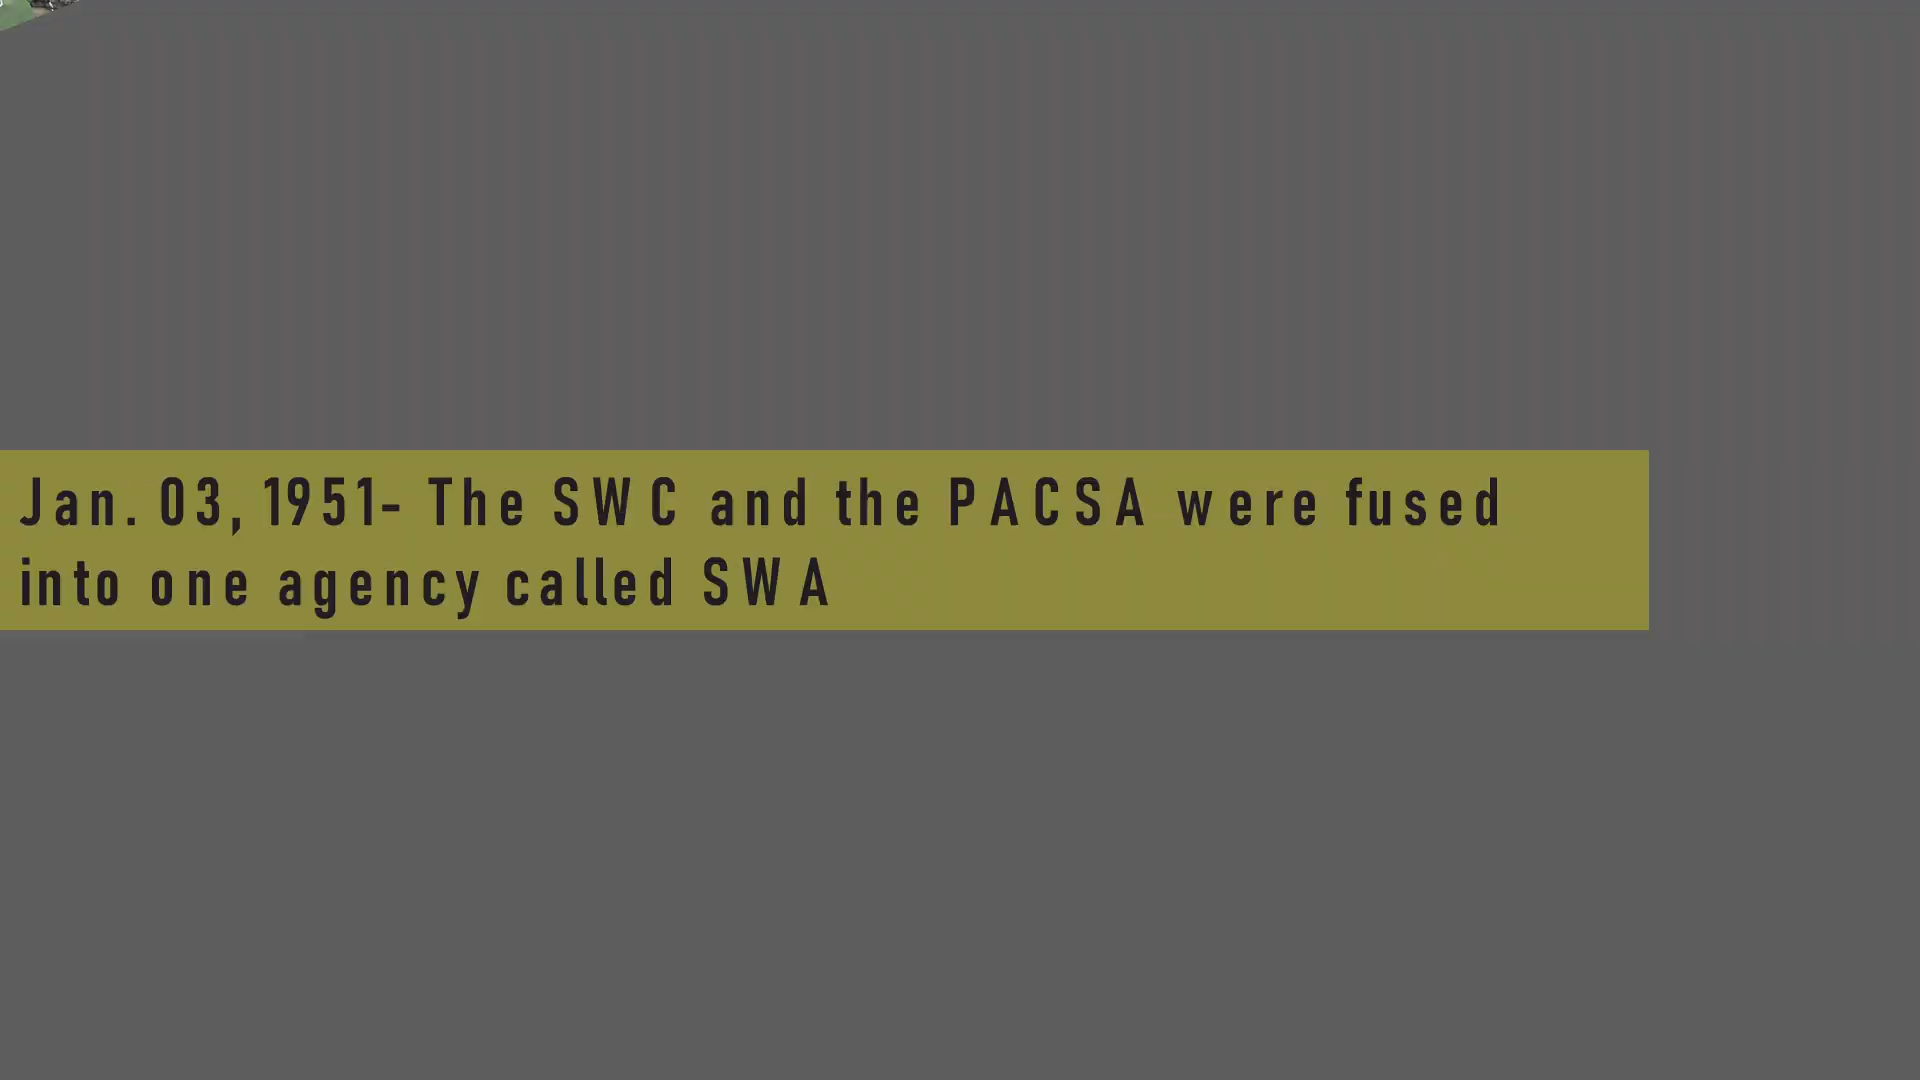 Jan. 03, 1951- The SWC and the PACSA were fused
into one agency called SWA